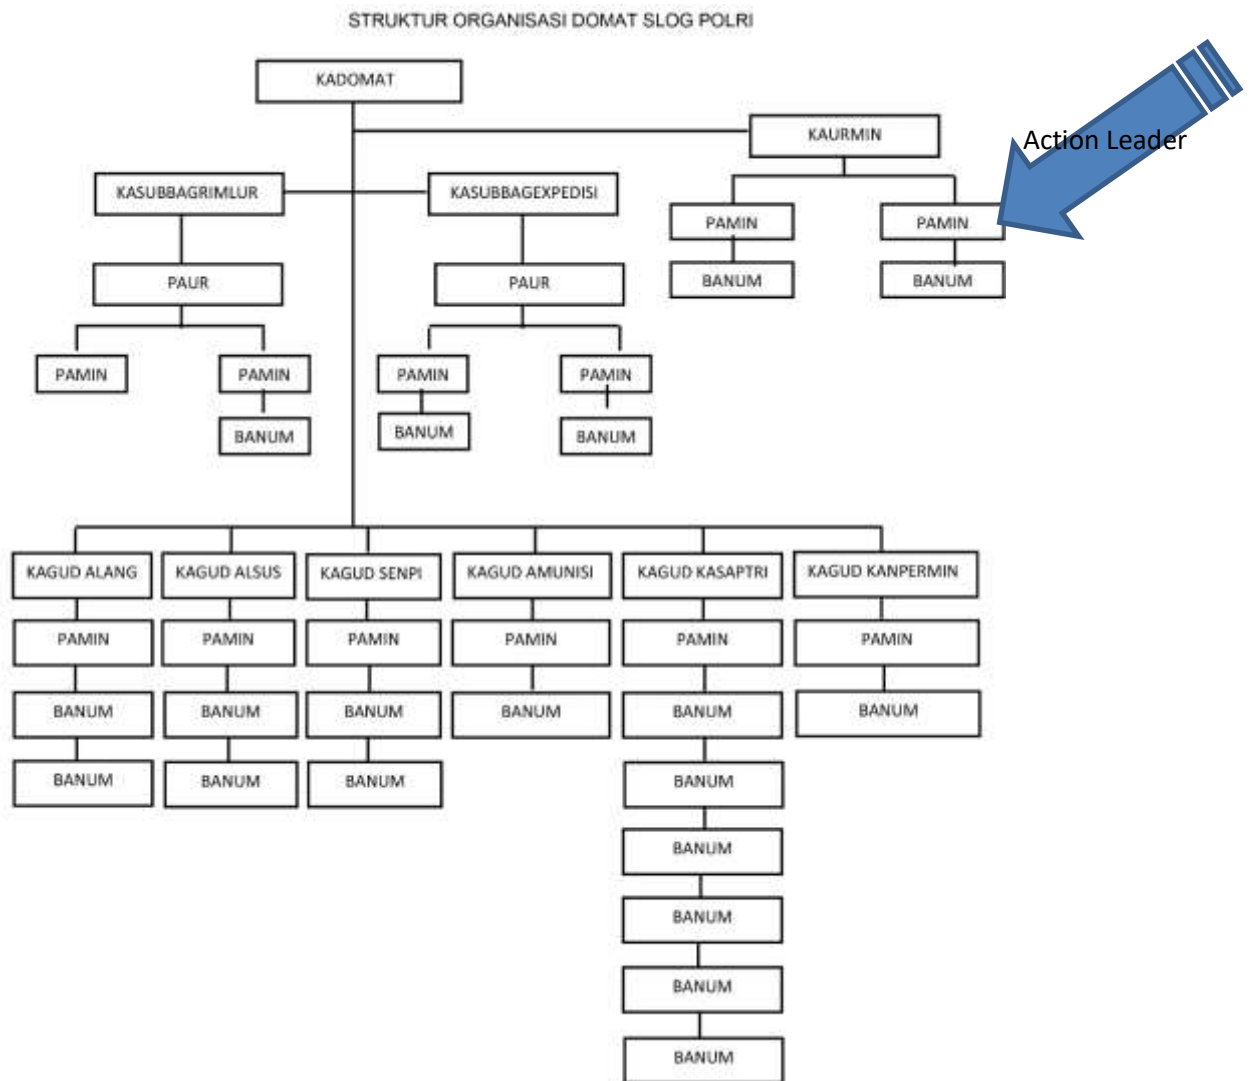 STRUKTUR ORGANISASI DOMAT SLOG POLRI
KADOMAT
KAURMIN
Action Leader
KASUBBAGRIMLUR
KASUBBAGEXPEDISI
PAMIN
PAMIN
BANUM
BANUM
PAUR
PAUR
PAMIN
PAMIN
PAMIN
PAMIN
BANUM
BANUM
BANUM
KAGUD ALANG
KAGUD ALSUS
KAGUD SENPI
KAGUD AMUNISI
KAGUD KASAPTRI
KAGUD KANPERMIN
PAMIN
PAMIN
PAMIN
PAMIN
PAMIN
PAMIN
BANUM
BANUM
BANUM
BANUM
BANUM
BANUM
BANUM
BANUM
BANUM
BANUM
BANUM
BANUM
BANUM
BANUM